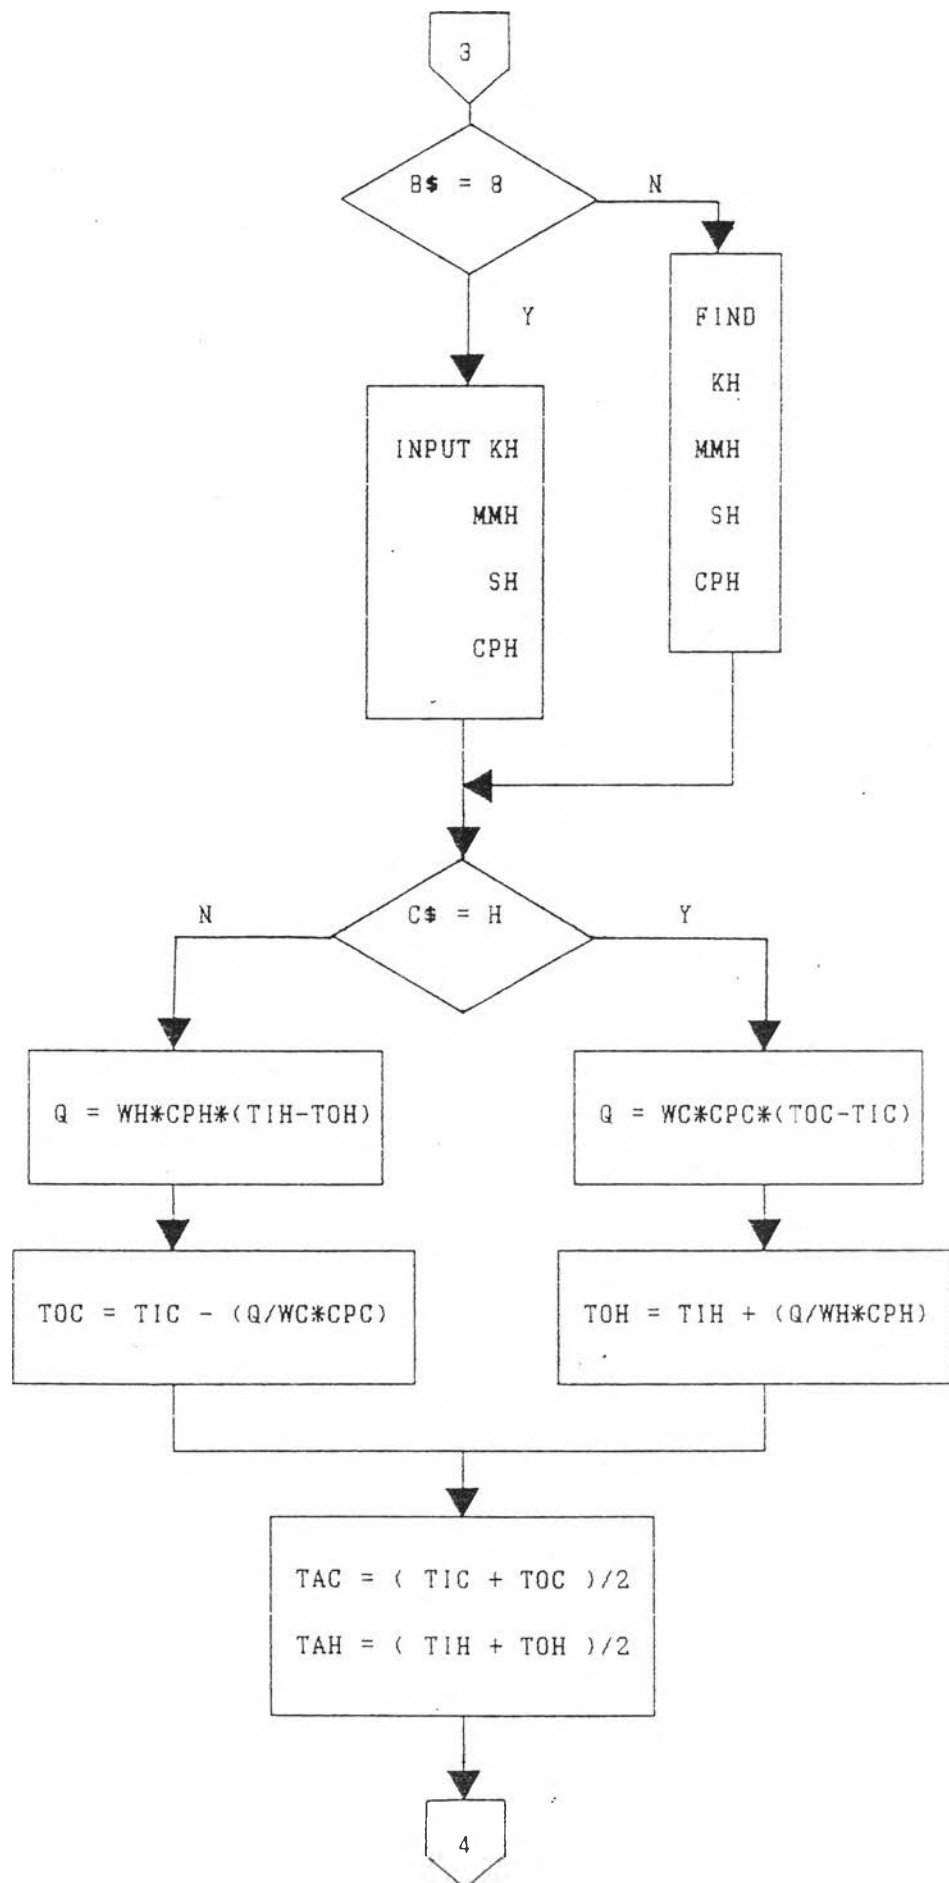 3
B$ = 8
N
Y
FIND
KH
MMH
SH
CPH
INPUT KH
MMH
SH
CPH
C$ = H
N
Y
Q = WH*CPH*(TIH-TOH)
Q = WC*CPC*(TOC-TIC)
TOC = TIC - (Q/WC*CPC)
TOH = TIH + (Q/WH*CPH)
TAC = ( TIC + TOC )/2
TAH = ( TIH + TOH )/2
4